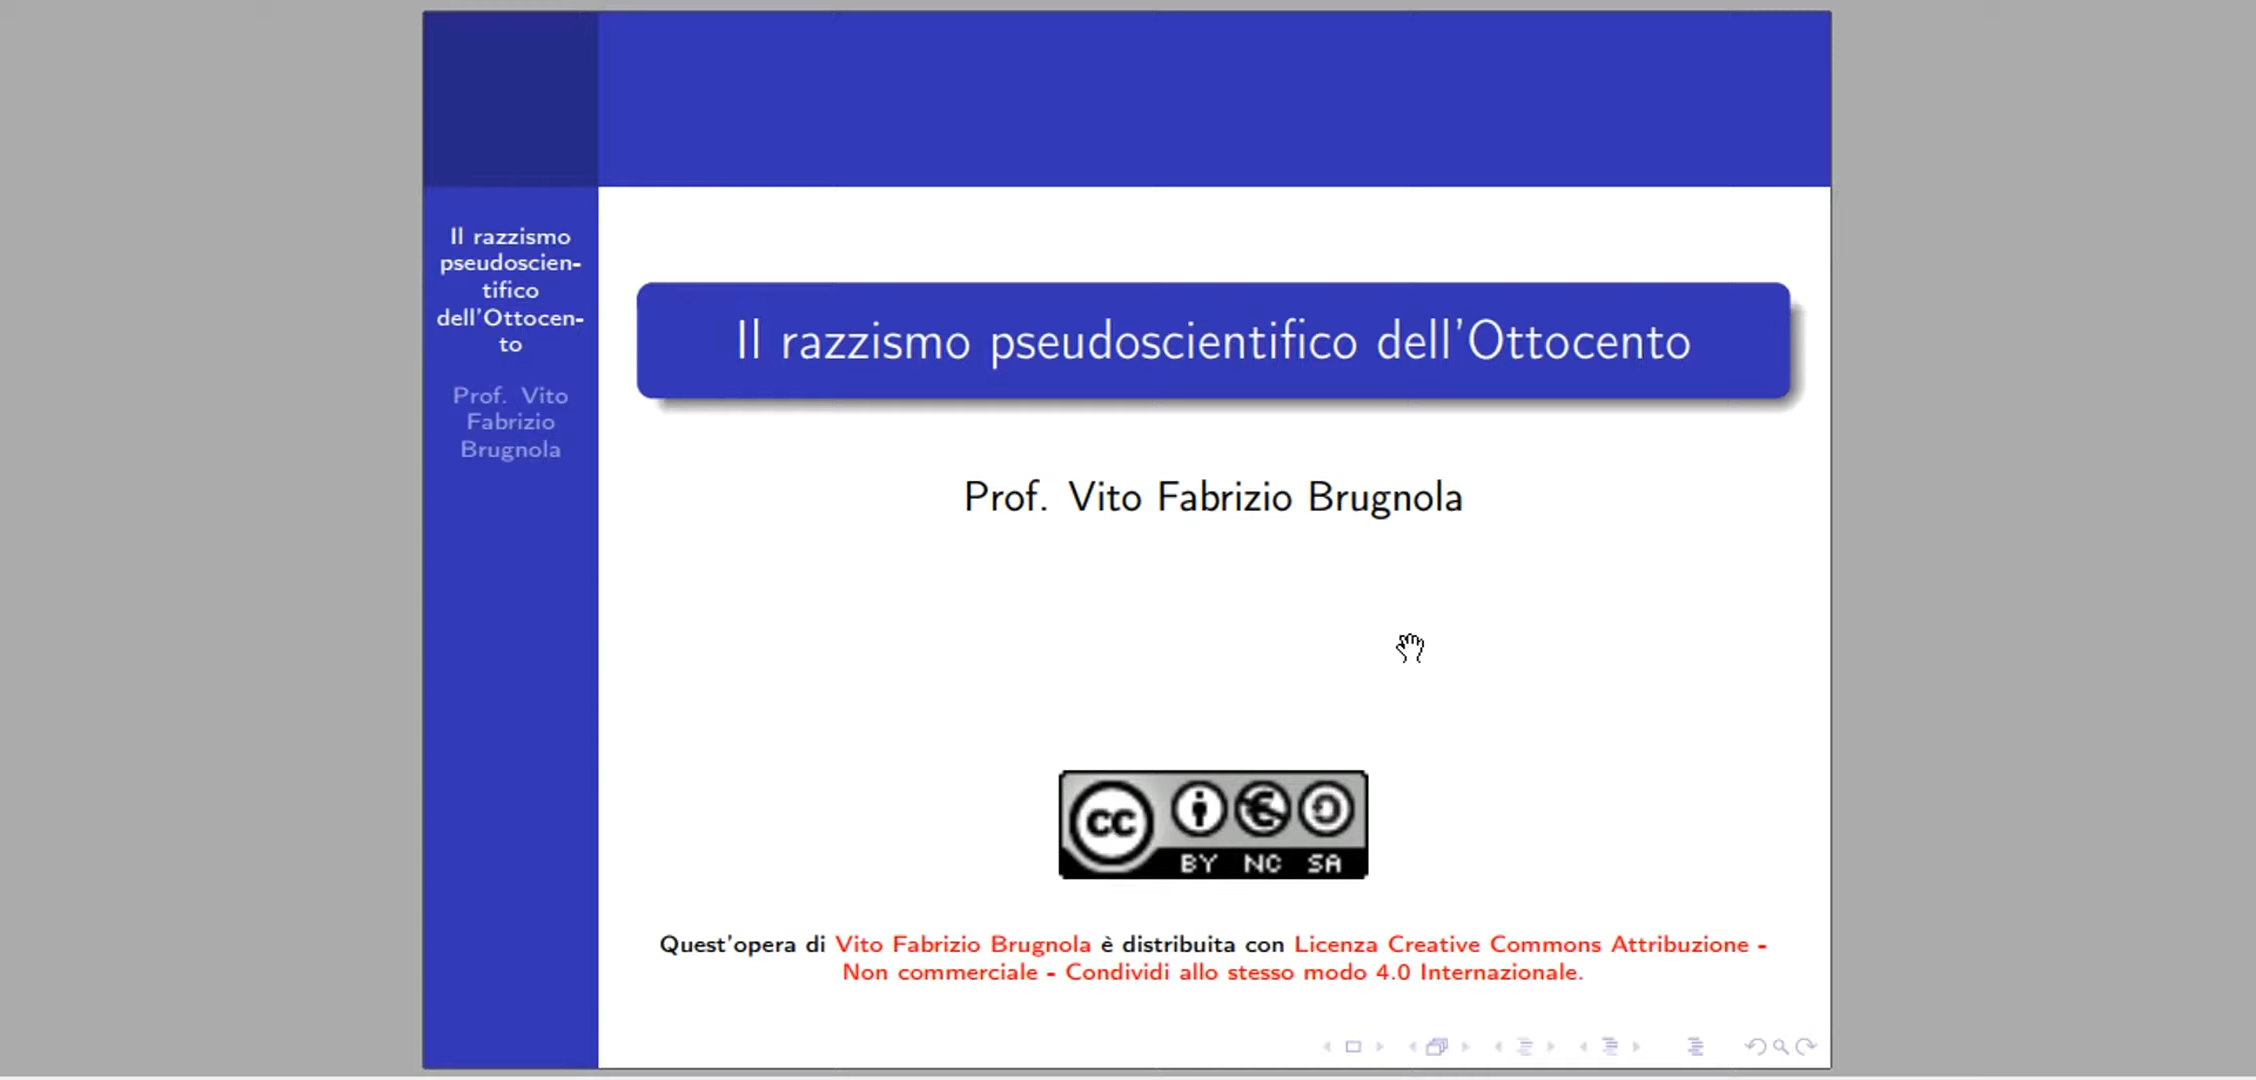 Il razzismo
pseudoscien-
tifico
dell'Ottocen-
to
Prof. Vito
Fabrizio
Brugnola
Il razzismo pseudoscientifico dell'Ottocento
Prof. Vito Fabrizio Brugnola
cc
BY NC SA
Quest'opera di Vito Fabrizio Brugnola è distribuita con Licenza Creative Commons Attribuzione -
Non commerciale - Condividi allo stesso modo 4.0 Internazionale.